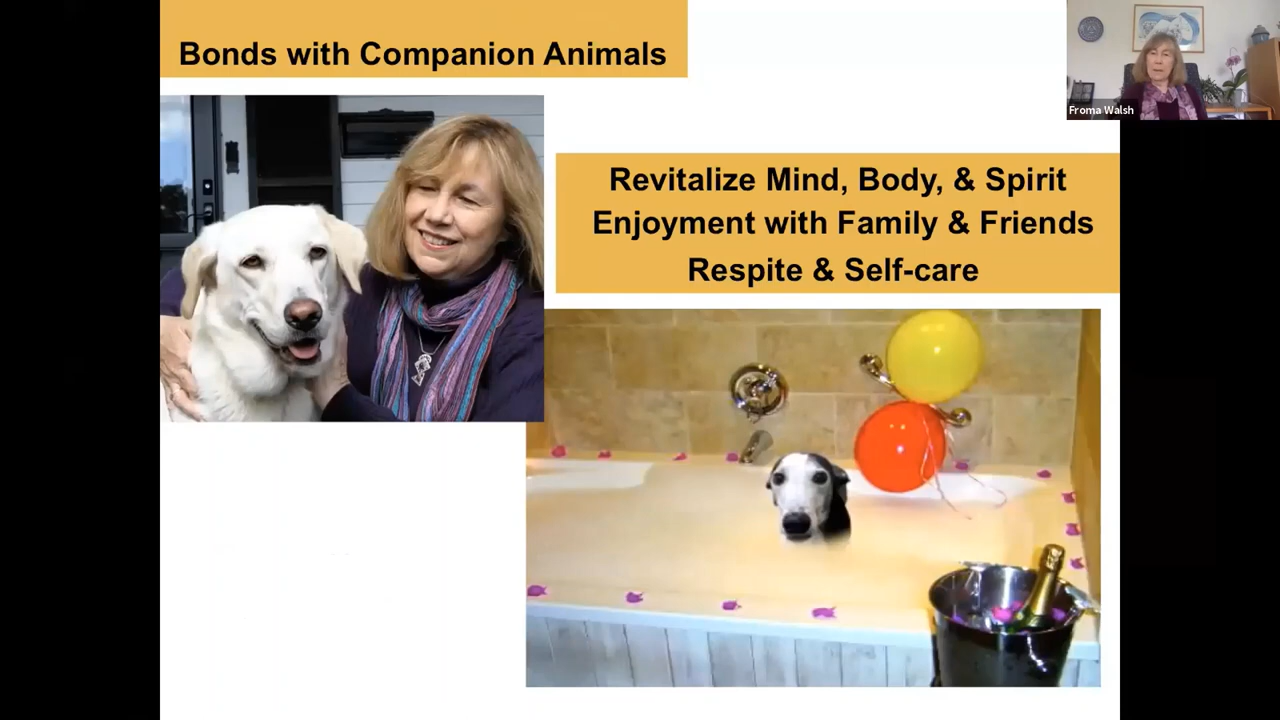 Bonds with Companion Animals
Froma Walsh
Revitalize Mind, Body, & Spirit
Enjoyment with Family & Friends
Respite & Self-care